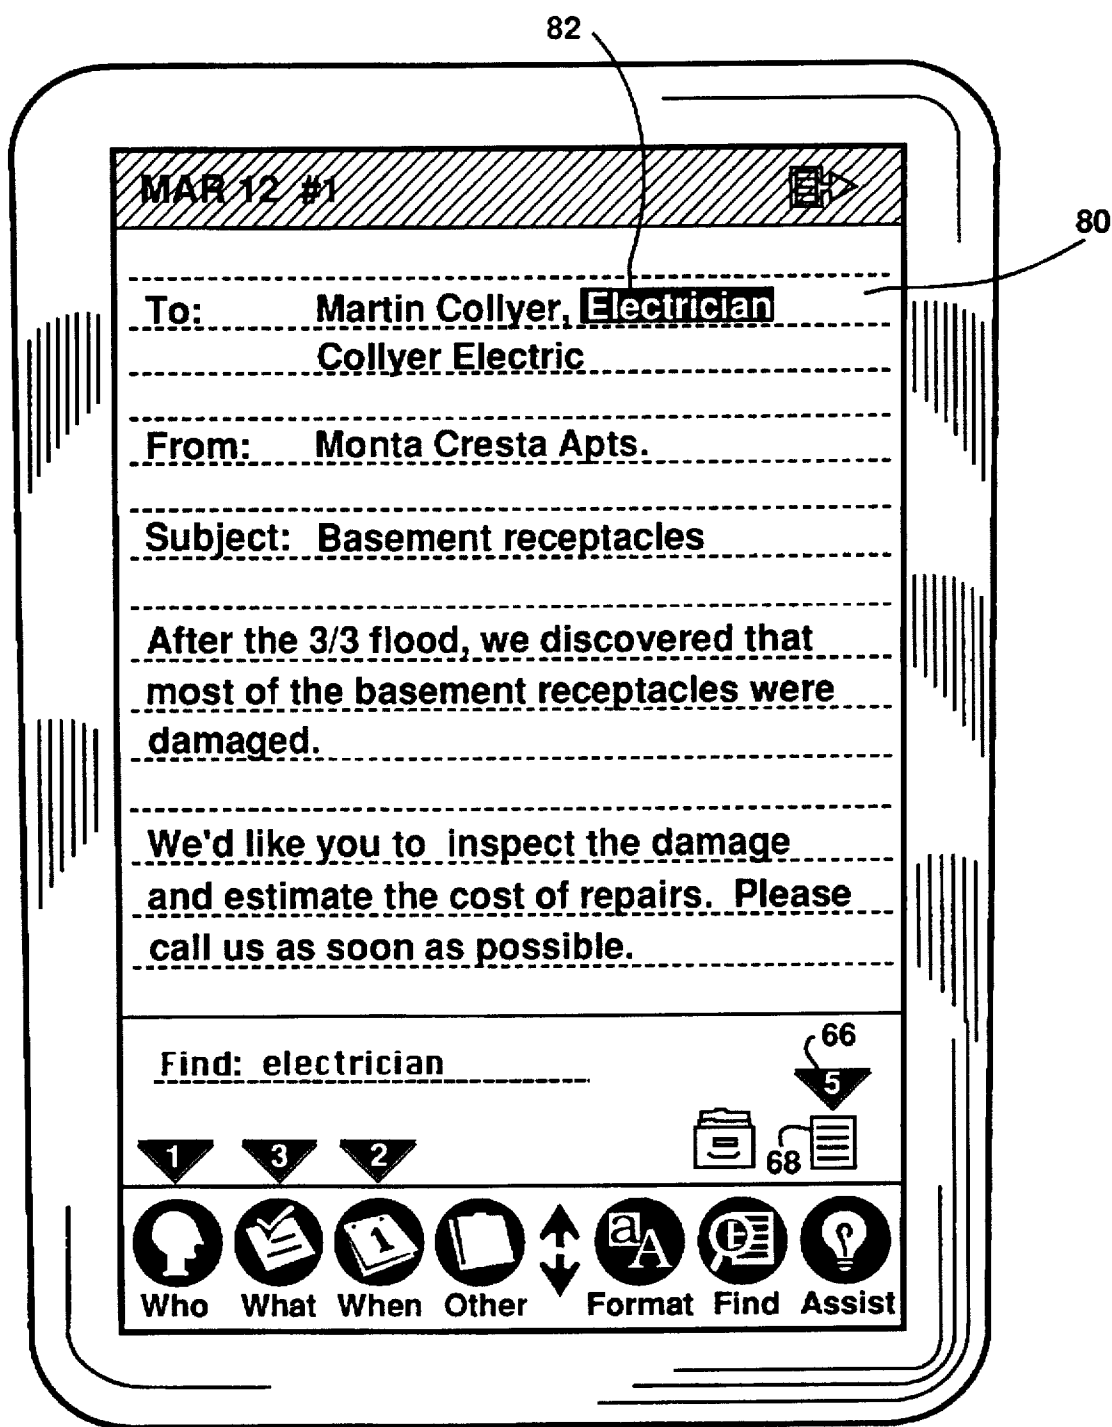 82
MAR 12 #1
80
To: Martin Collyer, Electrician
Collyer Electric
From: Monta Cresta Apts.
Subject: Basement receptacles
After the 3/3 flood, we discovered that
most of the basement receptacles were
damaged.
We'd like you to inspect the damage
and estimate the cost of repairs. Please
call us as soon as possible.
66
Find: electrician
5
68
1 3 2
1
aA
E
Who What When Other Format Find Assist